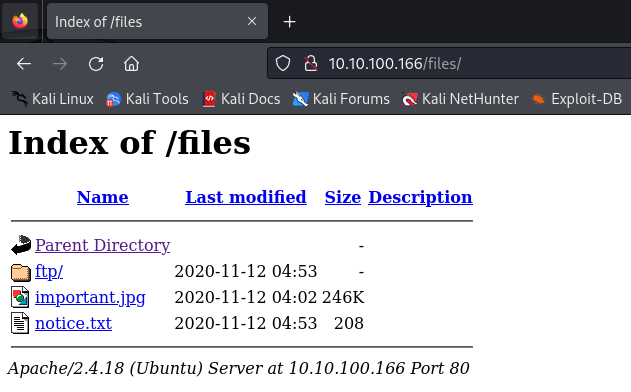 Index of /files
10.10.100.166/files/
Kali Linux Kali Tools Kali Docs Kali Forums Kali NetHunter Exploit-DB
Index of /files
Name Last modified Size Description
Parent Directory -
ftp/ 2020-11-12 04:53 -
important.jpg 2020-11-12 04:02 246K
notice.txt 2020-11-12 04:53 208
Apache/2.4.18 (Ubuntu) Server at 10.10.100.166 Port 80